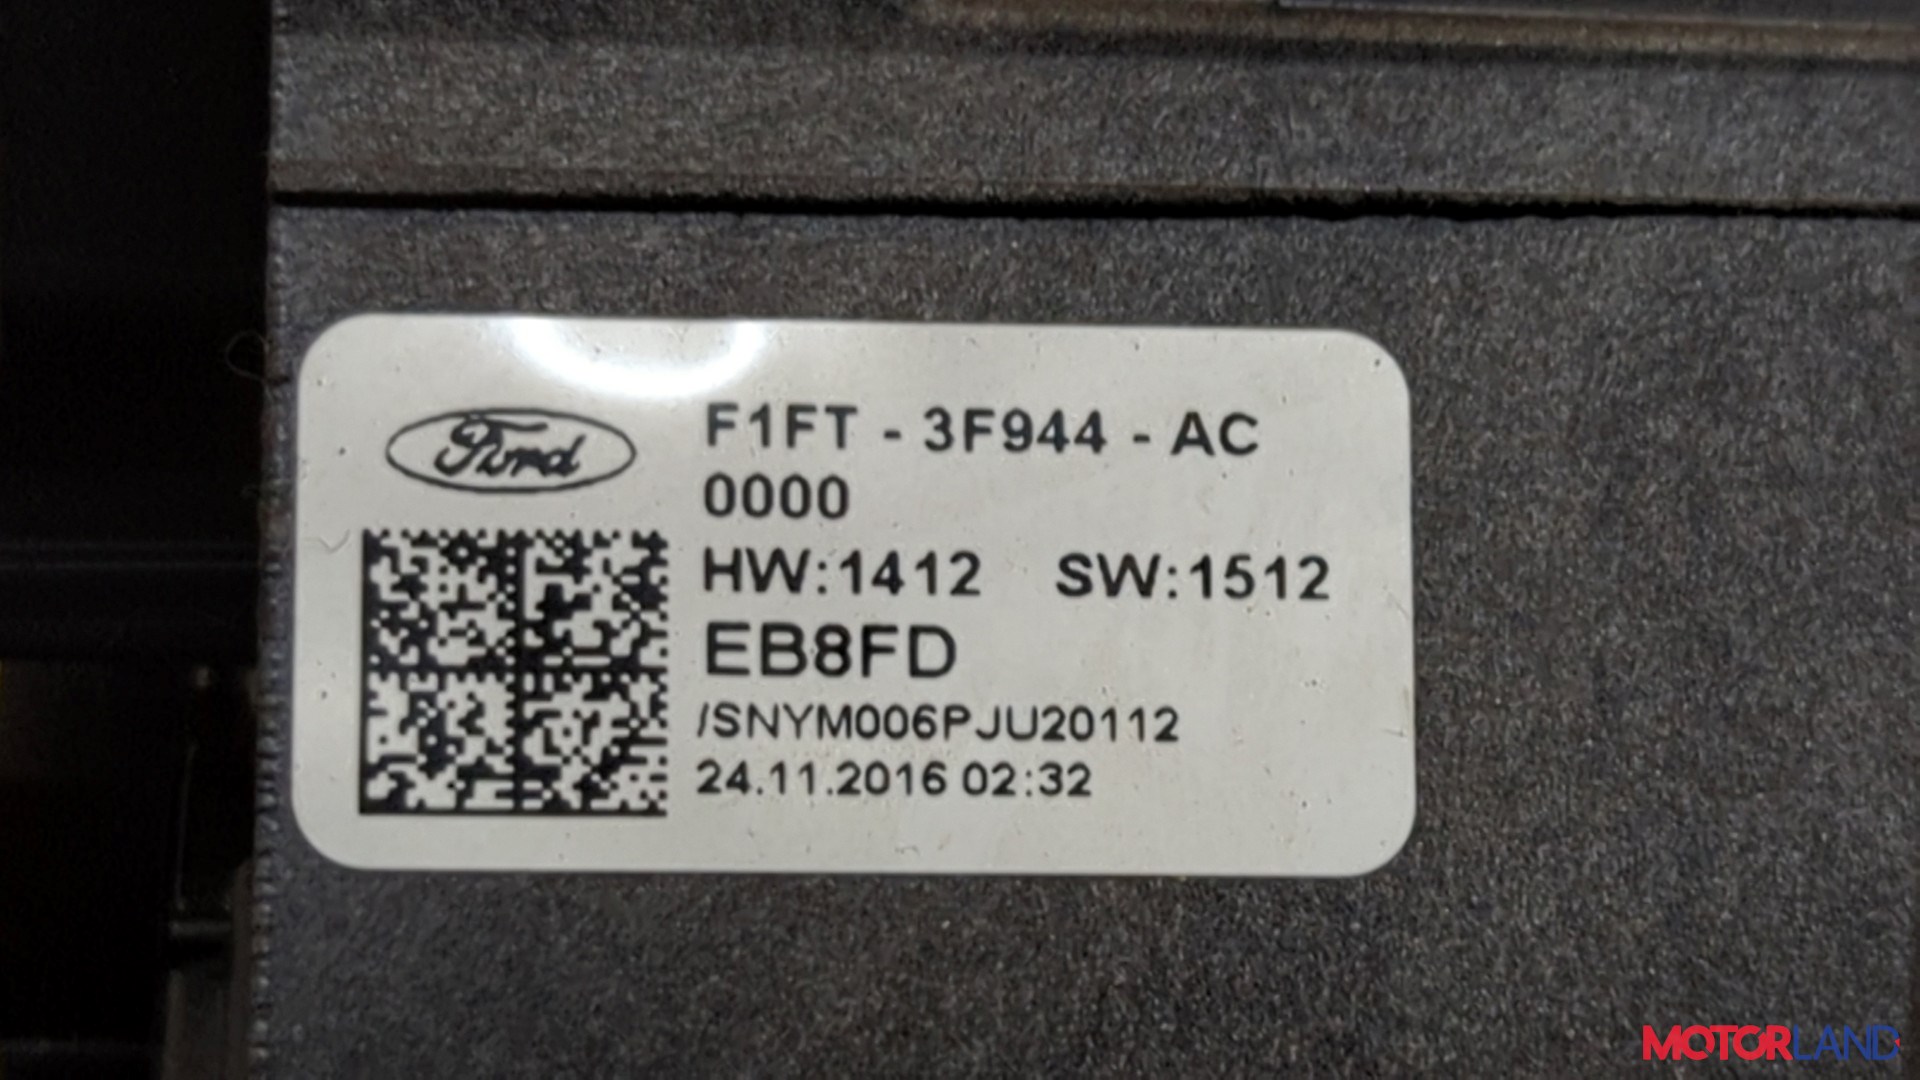 Ford
F1FT - 3F944 - AC
0000
HW:1412 SW:1512
EB8FD
/SNYM006PJU20112
24.11.2016 02:32
MOTORLAND